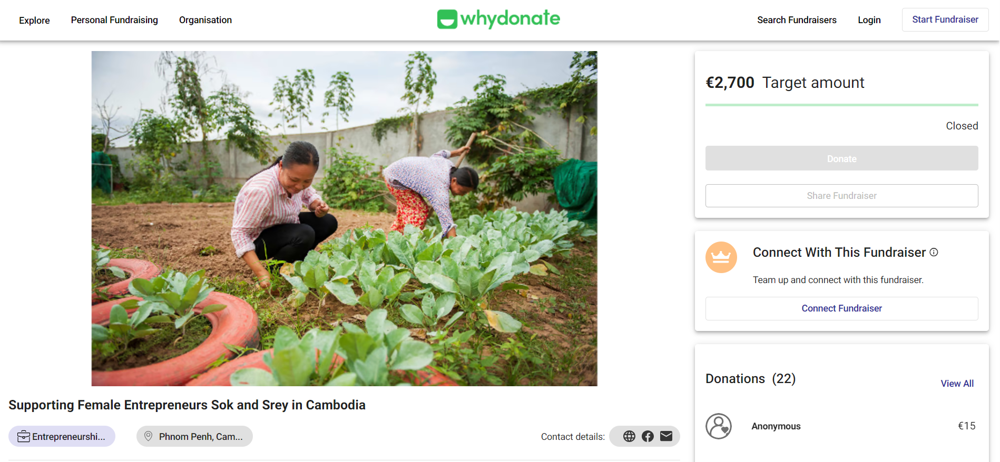 Explore
Personal Fundraising
Organisation
whydonate
Search Fundraisers
Login
Start Fundraiser
€2,700 Target amount
Closed
Donate
Share Fundraiser
Connect With This Fundraiser
Team up and connect with this fundraiser.
Connect Fundraiser
Donations (22)
View All
Anonymous
€15
Supporting Female Entrepreneurs Sok and Srey in Cambodia
Entrepreneurshi...
Phnom Penh, Cam...
Contact details: